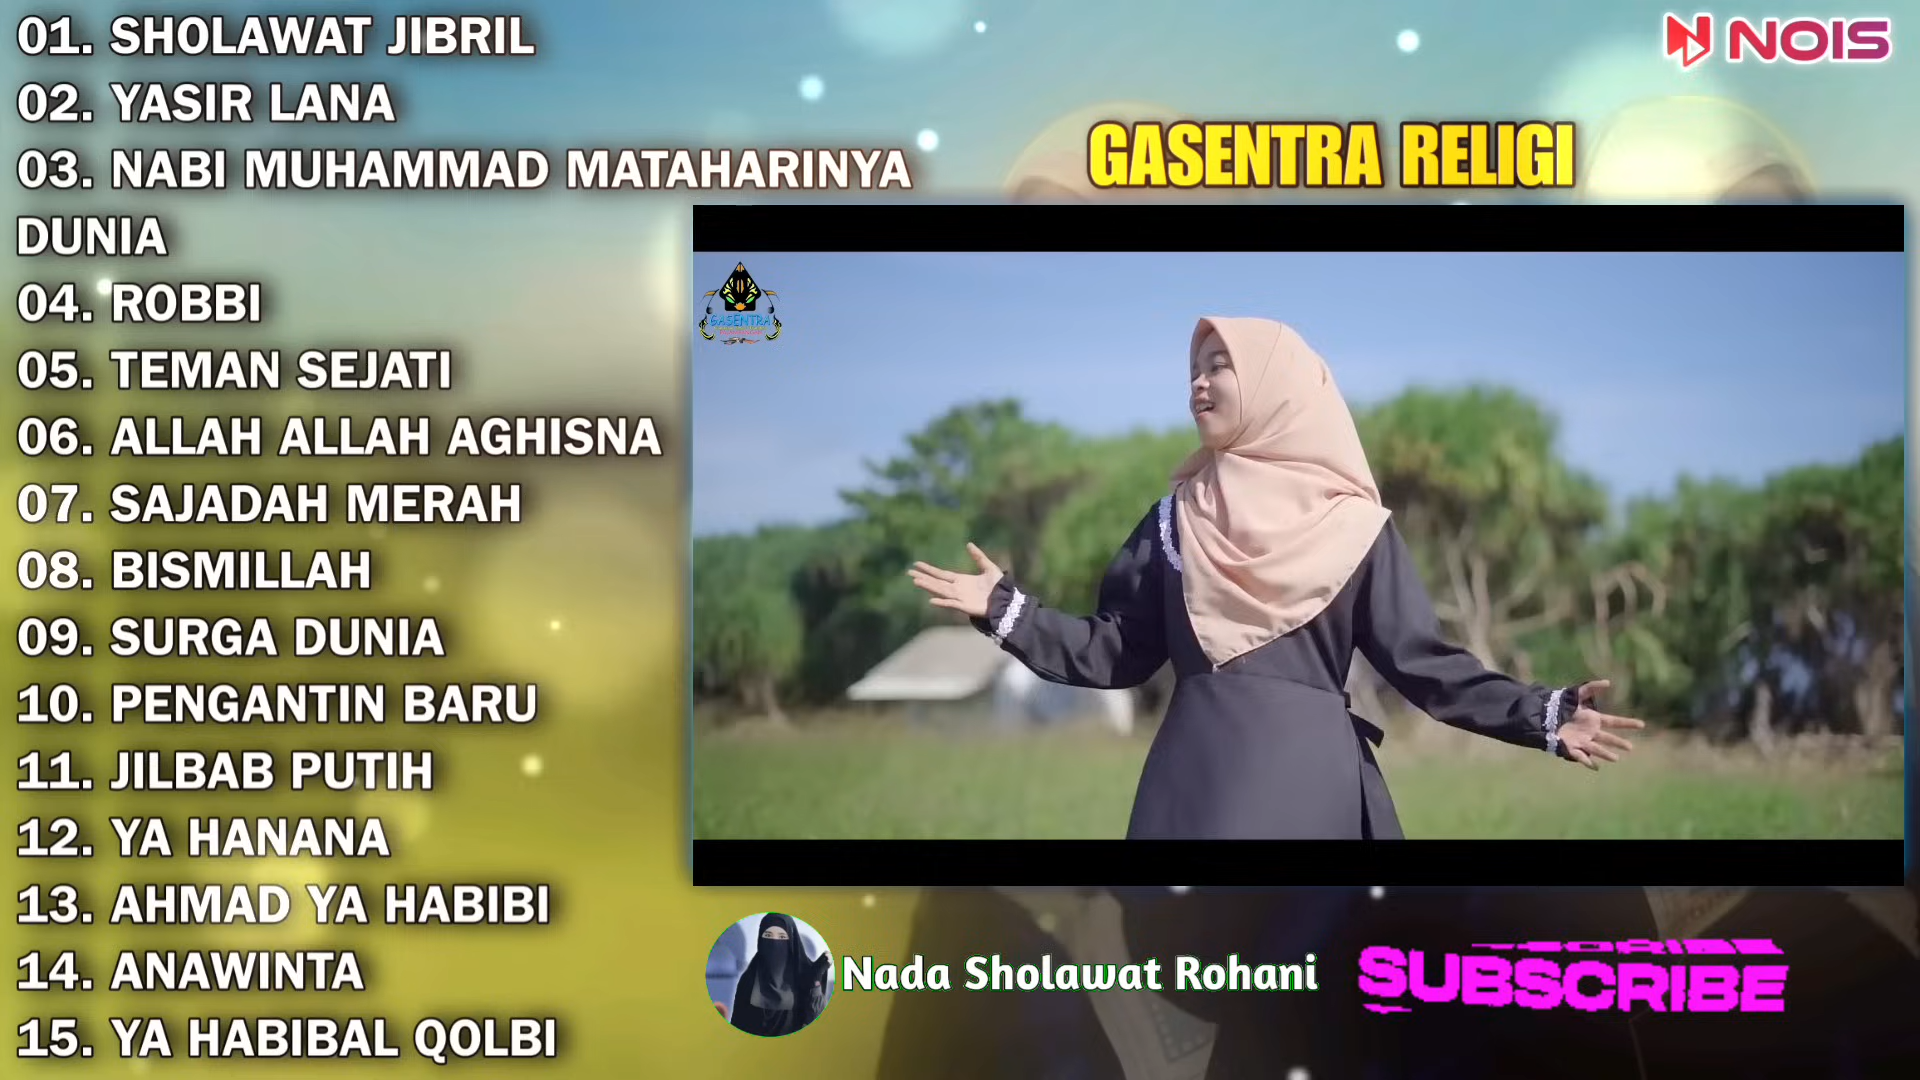 01. SHOLAWAT JIBRIL
02. YASIR LANA
03. NABI MUHAMMAD MATAHARINYA
DUNIA
04. ROBBI
05. TEMAN SEJATI
06. ALLAH ALLAH AGHISNA
07. SAJADAH MERAH
08. BISMILLAH
09. SURGA DUNIA
10. PENGANTIN BARU
11. JILBAB PUTIH
12. YA HANANA
13. AHMAD YA HABIBI
14. ANAWINTA
15. YA HABIBAL QOLBI
NOIS
GASENTRA RELIGI
GASENTRA
Nada Sholawat Rohani
SUBSCRIBE